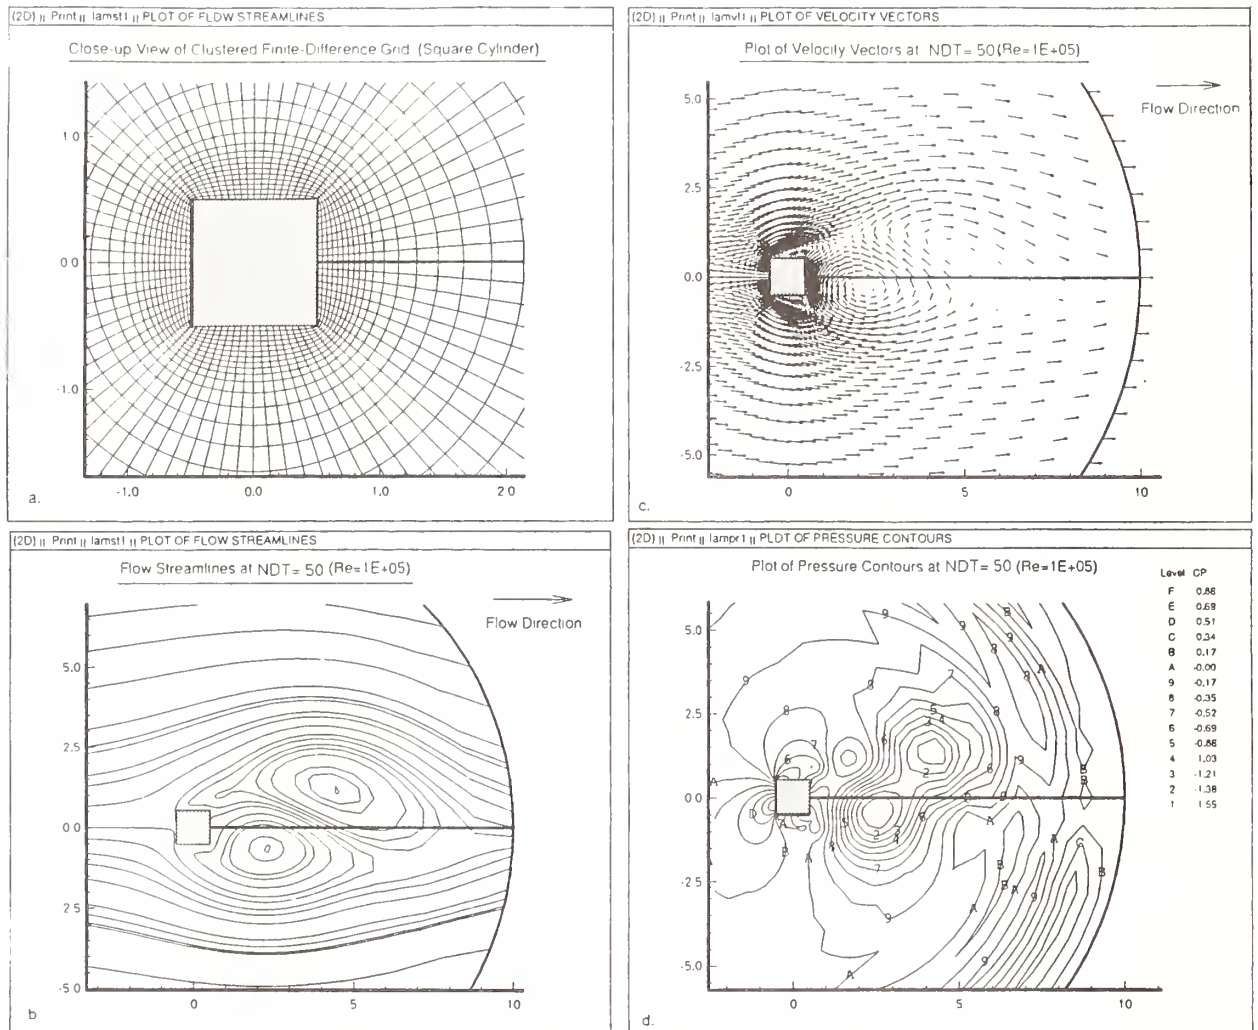 (2D) || Print || lamst1 || PLOT OF FLOW STREAMLINES
Close-up View of Clustered Finite-Difference Grid (Square Cylinder)
1 0
0 0
-1.0
-1.0
0.0
1.0
2 0
a.
(2D) || Print || lamvl1 || PLOT OF VELOCITY VECTORS
Plot of Velocity Vectors at NDT= 50 (Re=1E+05)
Flow Direction
5.0
2.5
0.0
-2.5
-5.0
0
5
10
c.
(2D) || Print || lamst1 || PLOT OF FLOW STREAMLINES
Flow Streamlines at NDT= 50 (Re=1E+05)
Flow Direction
5.0
2.5
0 0
2 5
-5 0
0
5
10
b
(2D) || Print || lampr1 || PLOT OF PRESSURE CONTOURS
Plot of Pressure Contours at NDT= 50 (Re=1E+05)
Level CP
F 0.86
E 0.69
D 0.51
C 0.34
B 0.17
A -0.00
9 -0.17
8 -0.35
7 -0.52
6 -0.69
5 -0.86
4 1.03
3 -1.21
2 -1.38
1 1.55
5.0
2.5
0.0
-2.5
-5.0
0
5
10
d.